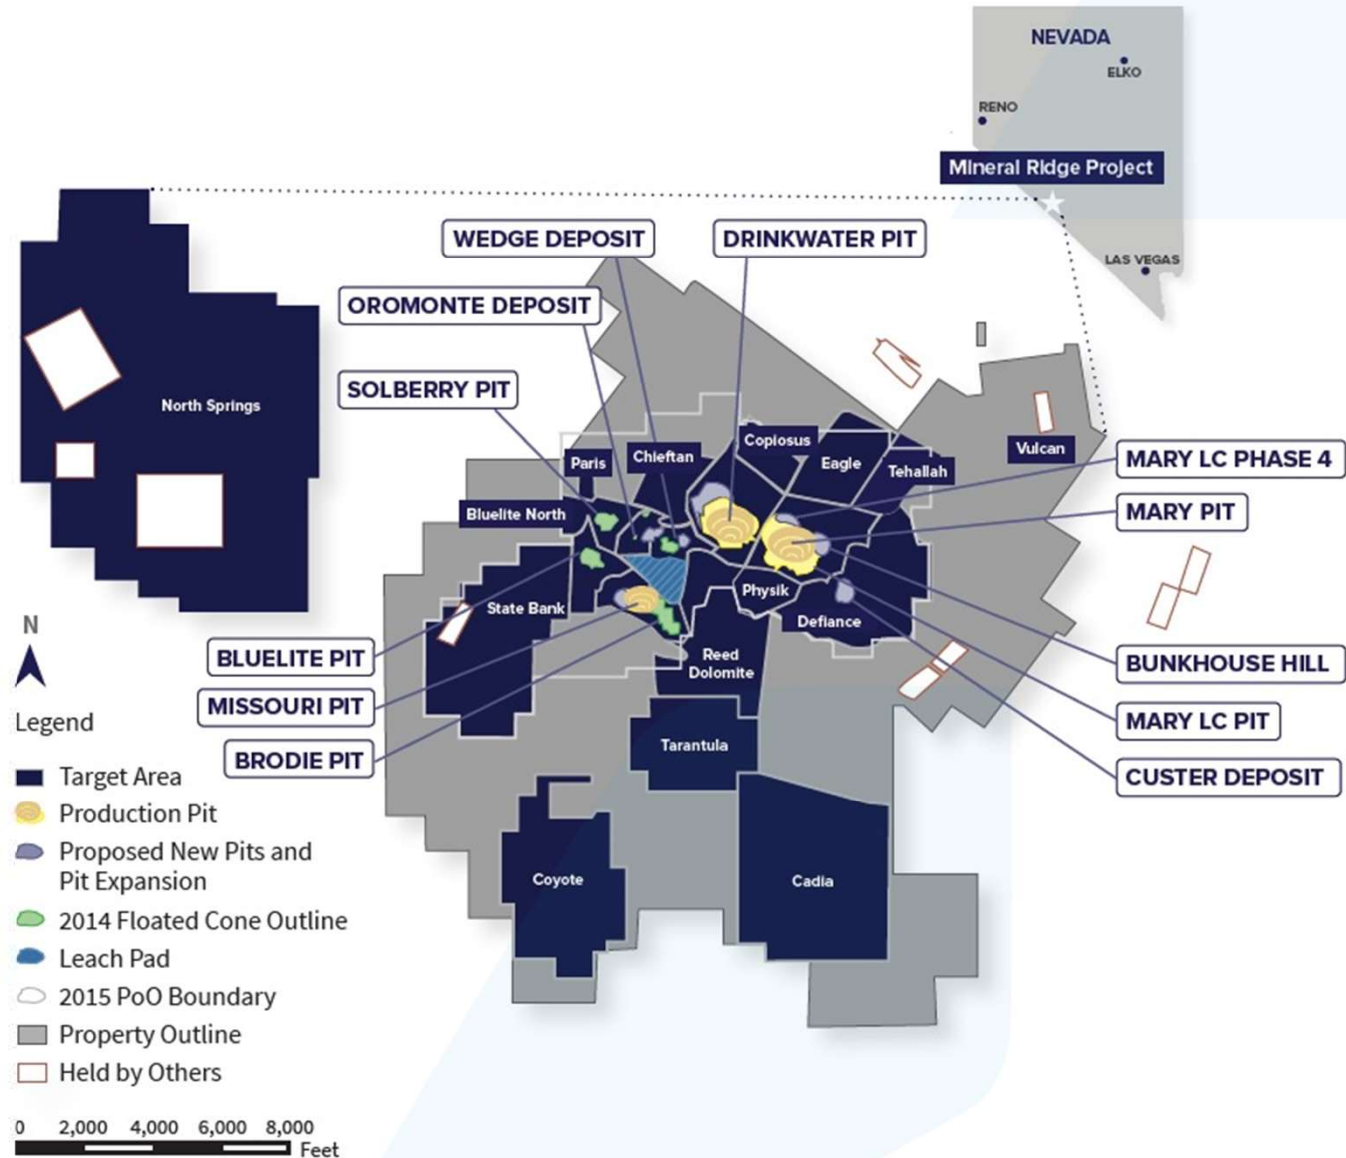 NEVADA
ELKO
RENO
Mineral Ridge Project
LAS VEGAS
WEDGE DEPOSIT
DRINKWATER PIT
OROMONTE DEPOSIT
SOLBERRY PIT
North Springs
Copiosus
Vulcan
Paris
Chieftan
Eagle
Tehallah
MARY LC PHASE 4
MARY PIT
Bluelite North
Physik
State Bank
Defiance
BLUELITE PIT
MISSOURI PIT
BRODIE PIT
Reed
Dolomite
BUNKHOUSE HILL
MARY LC PIT
CUSTER DEPOSIT
Tarantula
Coyote
Cadia
N
Legend
Target Area
Production Pit
Proposed New Pits and
Pit Expansion
2014 Floated Cone Outline
Leach Pad
2015 PoO Boundary
Property Outline
Held by Others
0 2,000 4,000 6,000 8,000
Feet